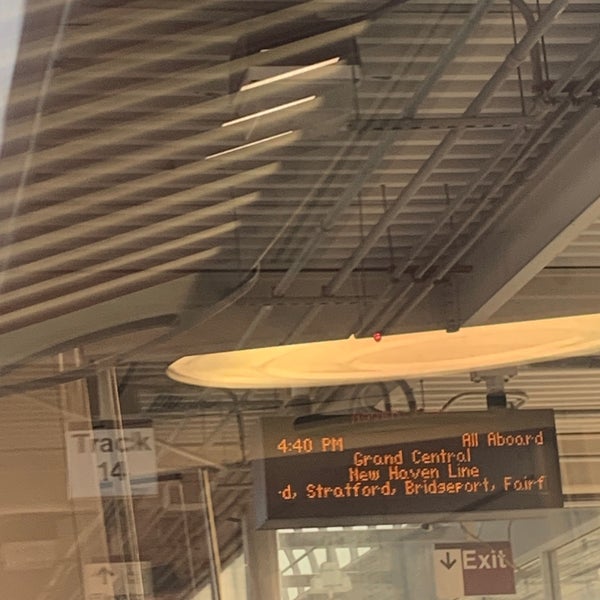 Track
14
4:40 PM All Aboard
Grand Central
New Haven Line
d, Stratford, Bridgeport, Fairf
↓Exit